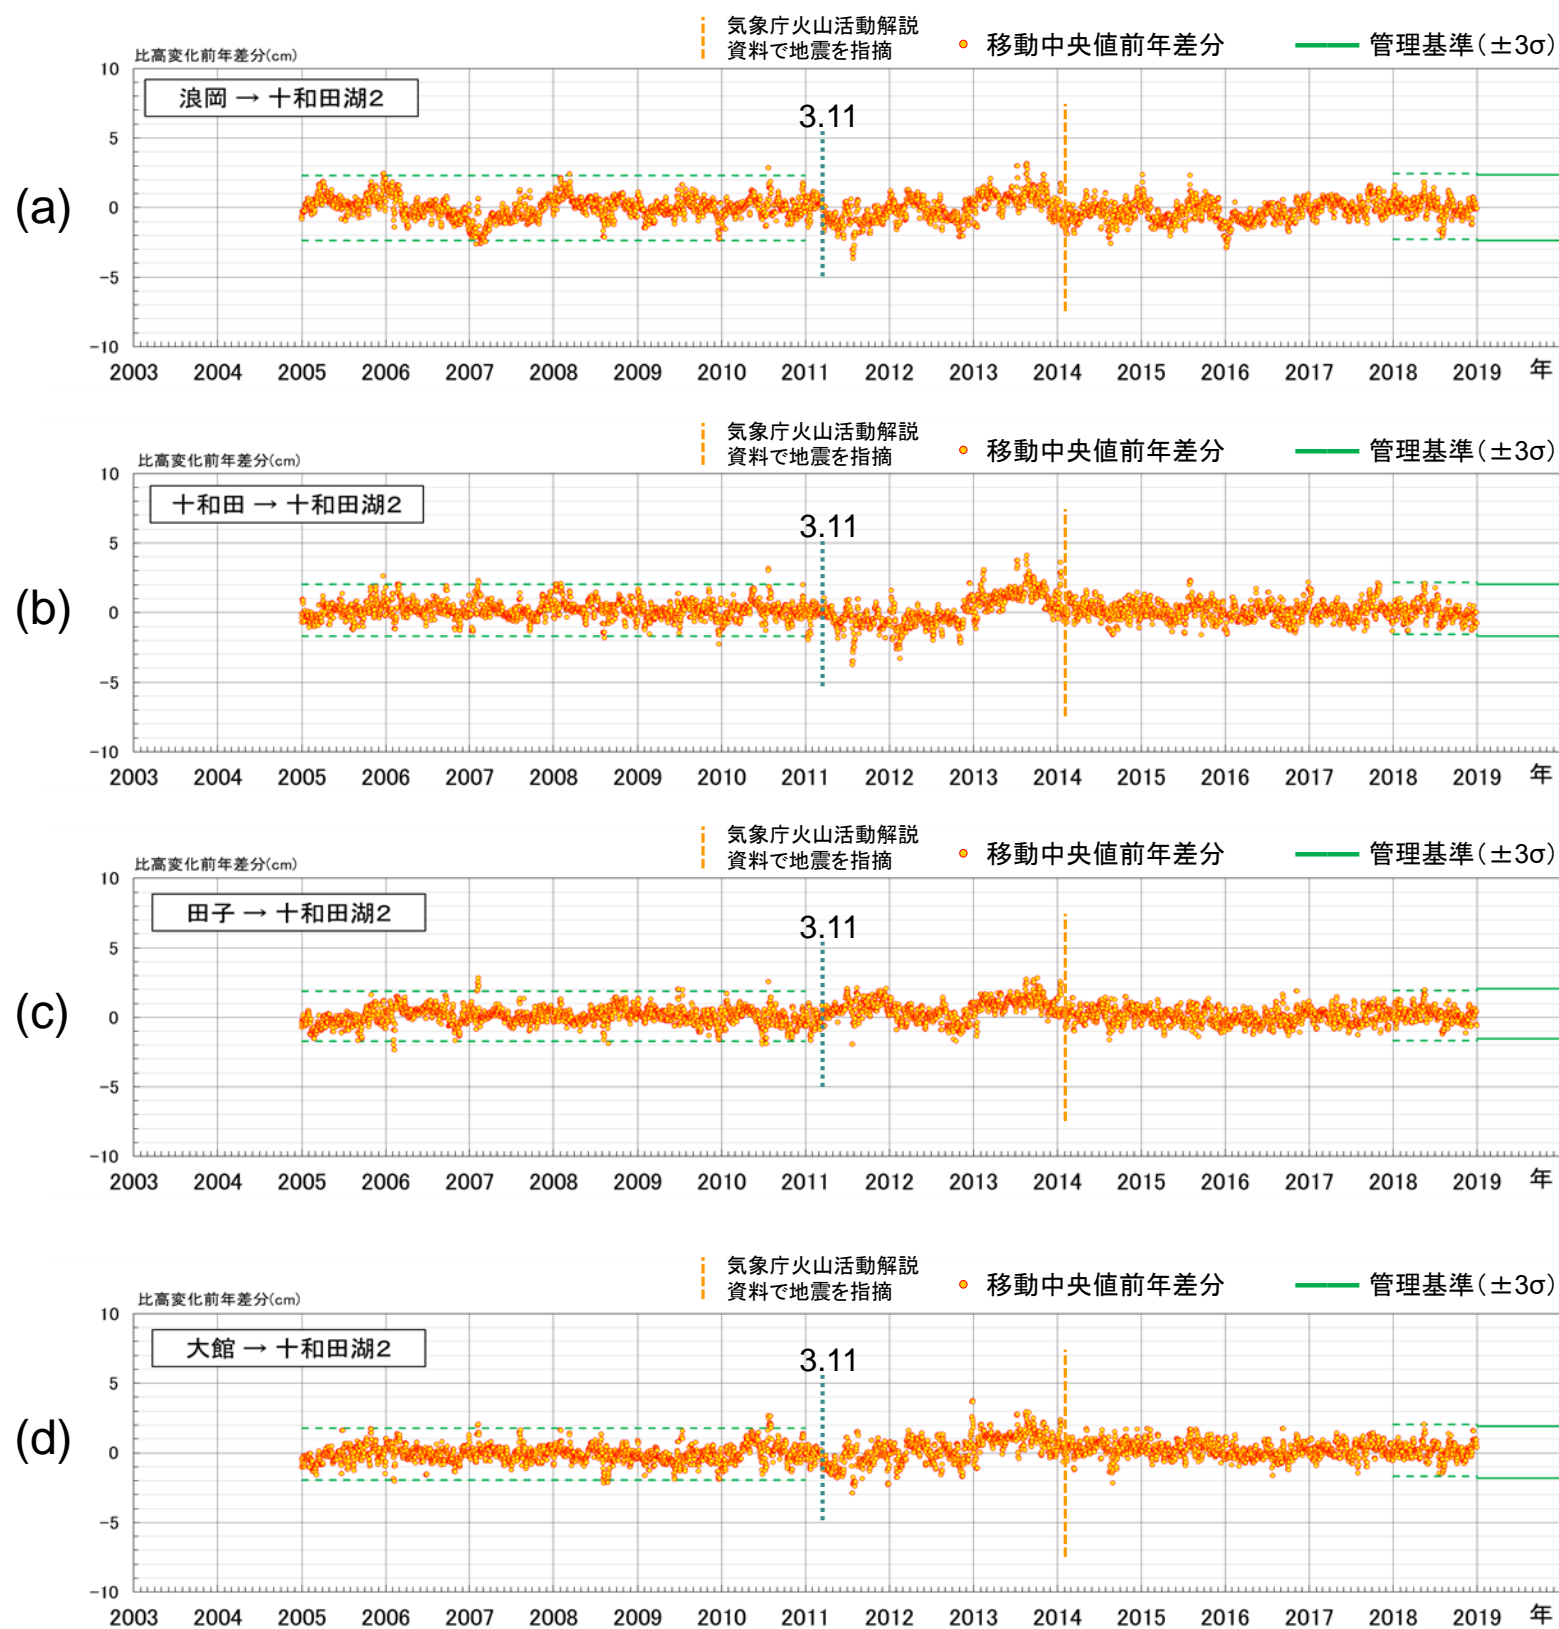 気象庁火山活動解説
資料で地震を指摘
移動中央値前年差分
管理基準(±3σ)
比高変化前年差分(cm)
浪岡 → 十和田湖2
3.11
(a)
10
5
0
−5
−10
2003 2004 2005 2006 2007 2008 2009 2010 2011 2012 2013 2014 2015 2016 2017 2018 2019 年
気象庁火山活動解説
資料で地震を指摘
移動中央値前年差分
管理基準(±3σ)
比高変化前年差分(cm)
十和田 → 十和田湖2
3.11
(b)
10
5
0
−5
−10
2003 2004 2005 2006 2007 2008 2009 2010 2011 2012 2013 2014 2015 2016 2017 2018 2019 年
気象庁火山活動解説
資料で地震を指摘
移動中央値前年差分
管理基準(±3σ)
比高変化前年差分(cm)
田子 → 十和田湖2
3.11
(c)
10
5
0
−5
−10
2003 2004 2005 2006 2007 2008 2009 2010 2011 2012 2013 2014 2015 2016 2017 2018 2019 年
気象庁火山活動解説
資料で地震を指摘
移動中央値前年差分
管理基準(±3σ)
比高変化前年差分(cm)
大館 → 十和田湖2
3.11
(d)
10
5
0
−5
−10
2003 2004 2005 2006 2007 2008 2009 2010 2011 2012 2013 2014 2015 2016 2017 2018 2019 年